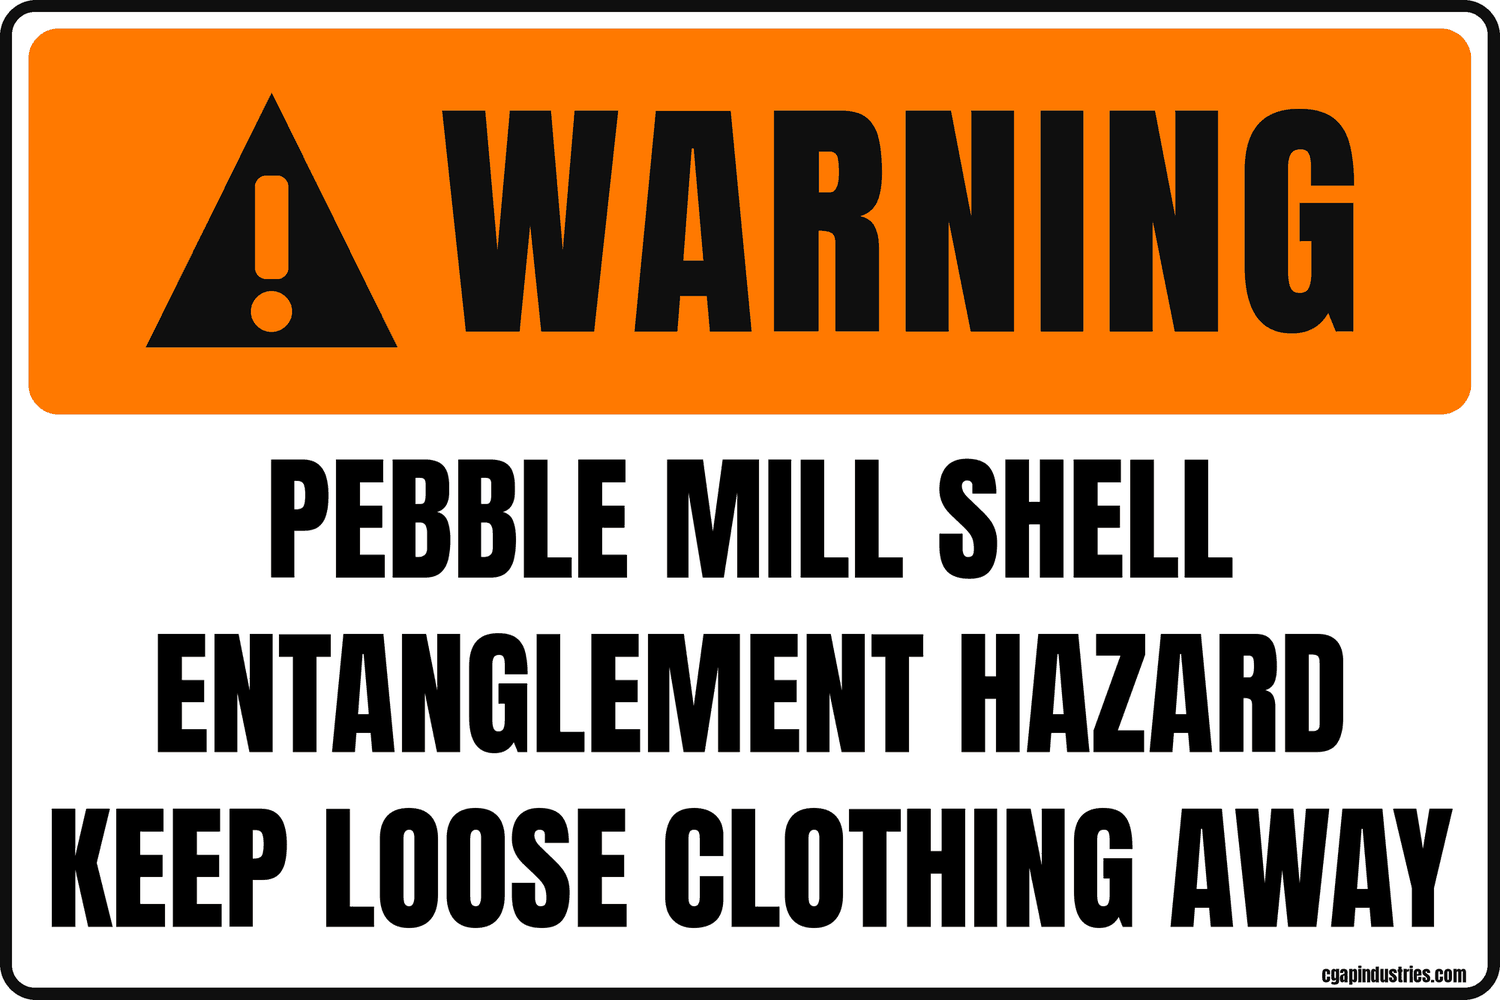 WARNING
PEBBLE MILL SHELL
ENTANGLEMENT HAZARD
KEEP LOOSE CLOTHING AWAY
cgapindustries.com